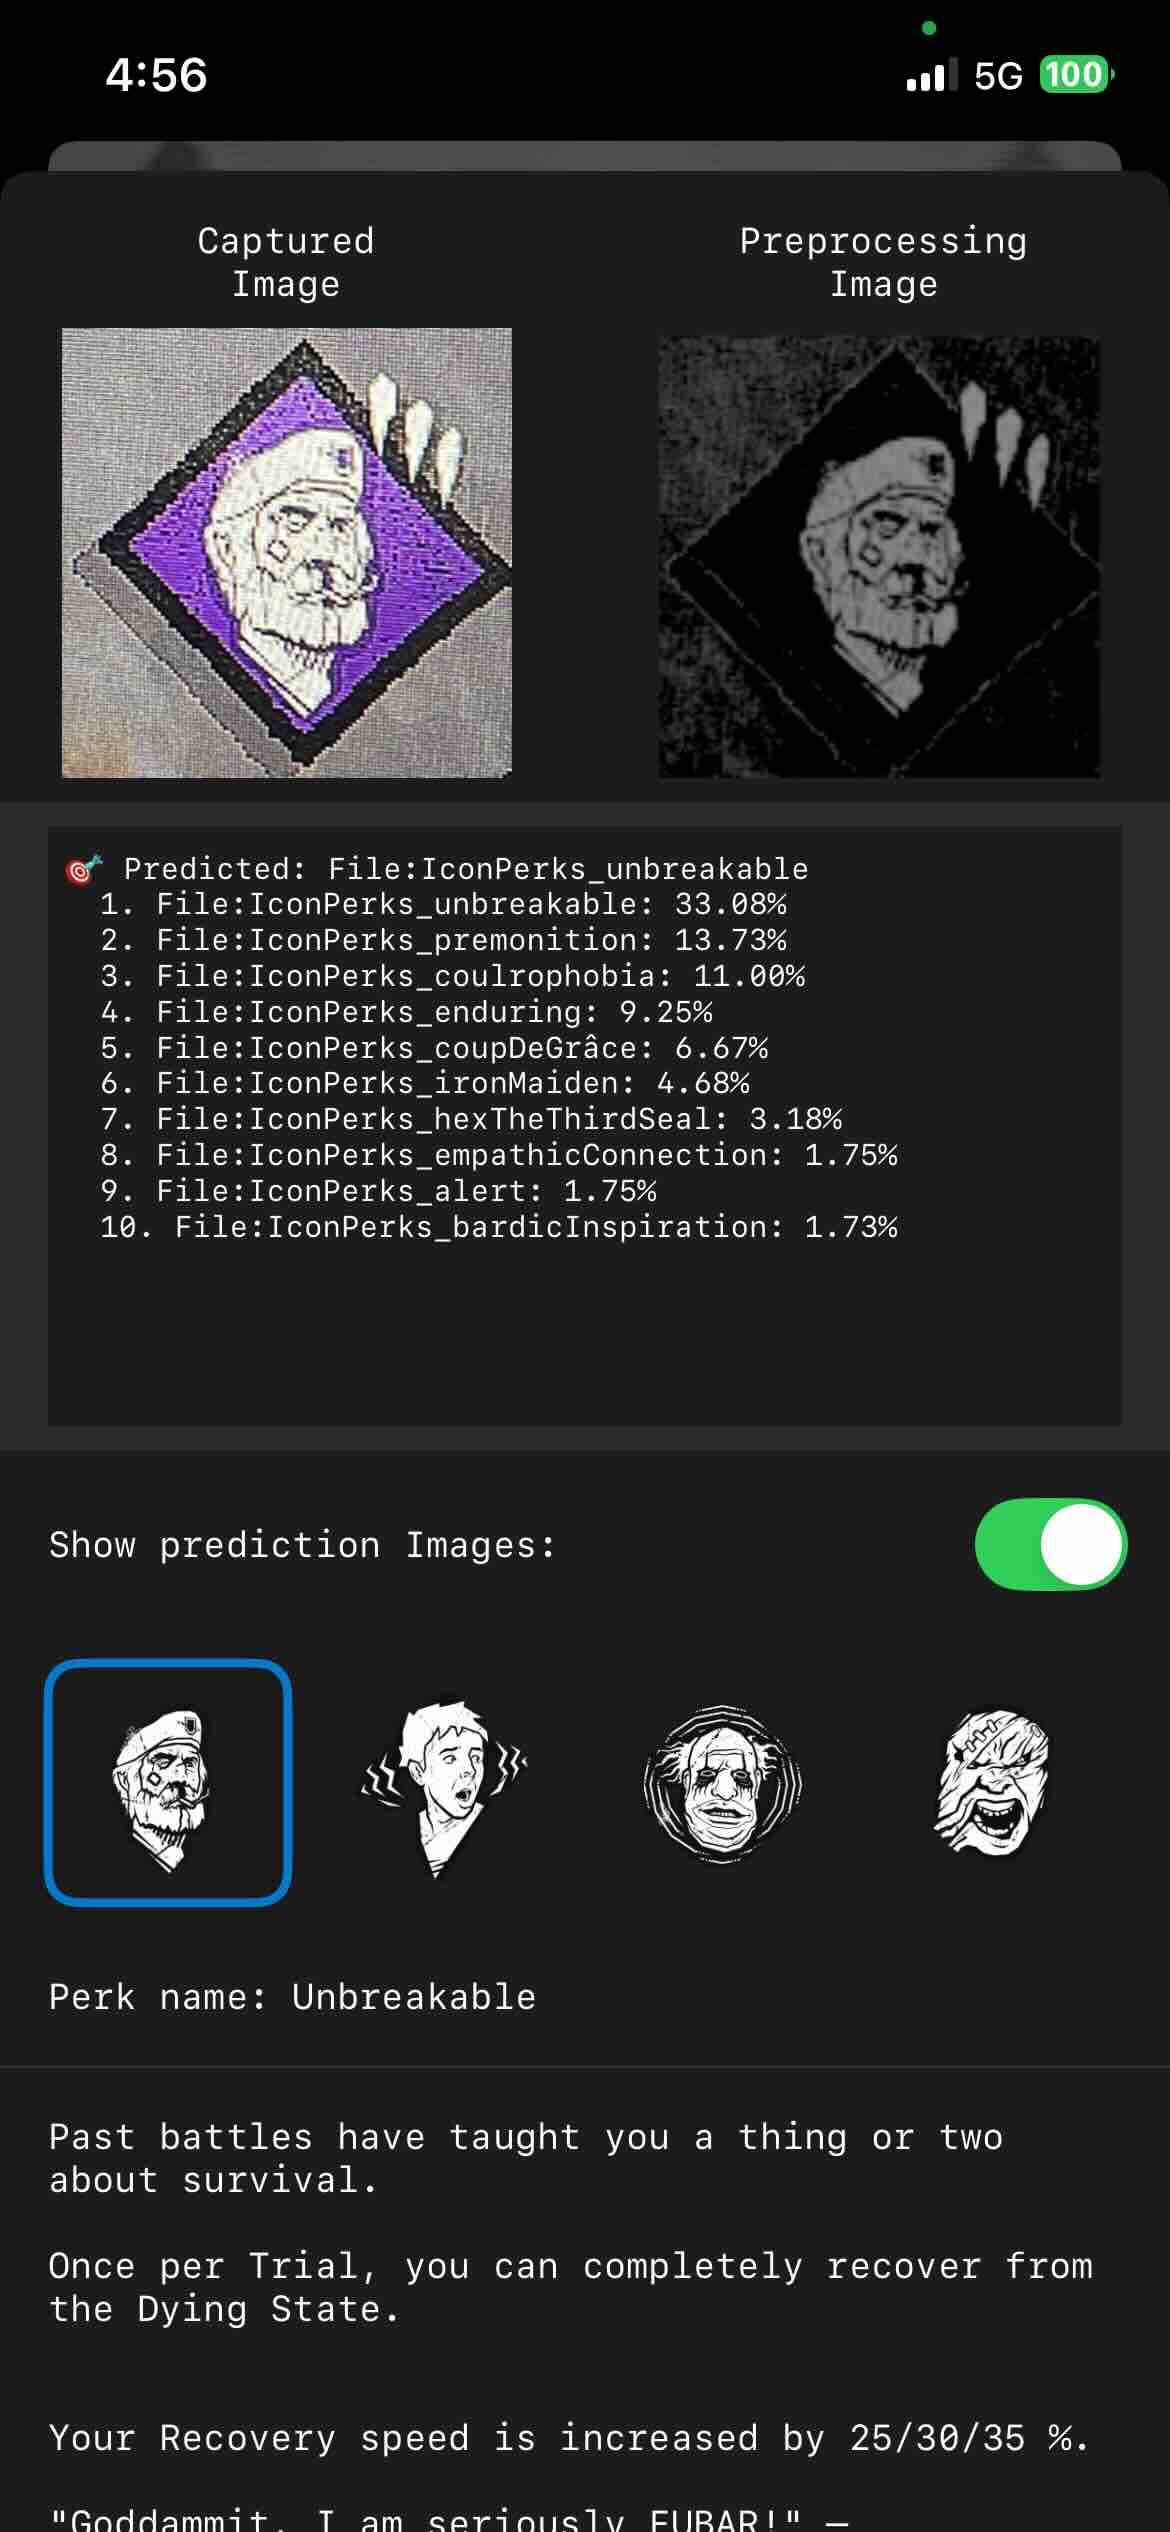 4:56
5G 100
Captured
Image
Preprocessing
Image
🎯 Predicted: File:IconPerks_unbreakable
1. File:IconPerks_unbreakable: 33.08%
2. File:IconPerks_premonition: 13.73%
3. File:IconPerks_coulrophobia: 11.00%
4. File:IconPerks_enduring: 9.25%
5. File:IconPerks_coupDeGrâce: 6.67%
6. File:IconPerks_ironMaiden: 4.68%
7. File:IconPerks_hexTheThirdSeal: 3.18%
8. File:IconPerks_empathicConnection: 1.75%
9. File:IconPerks_alert: 1.75%
10. File:IconPerks_bardicInspiration: 1.73%
Show prediction Images:
Perk name: Unbreakable
Past battles have taught you a thing or two
about survival.
Once per Trial, you can completely recover from
the Dying State.
Your Recovery speed is increased by 25/30/35 %.
"Goddammit, I am seriously FUBAR!" —